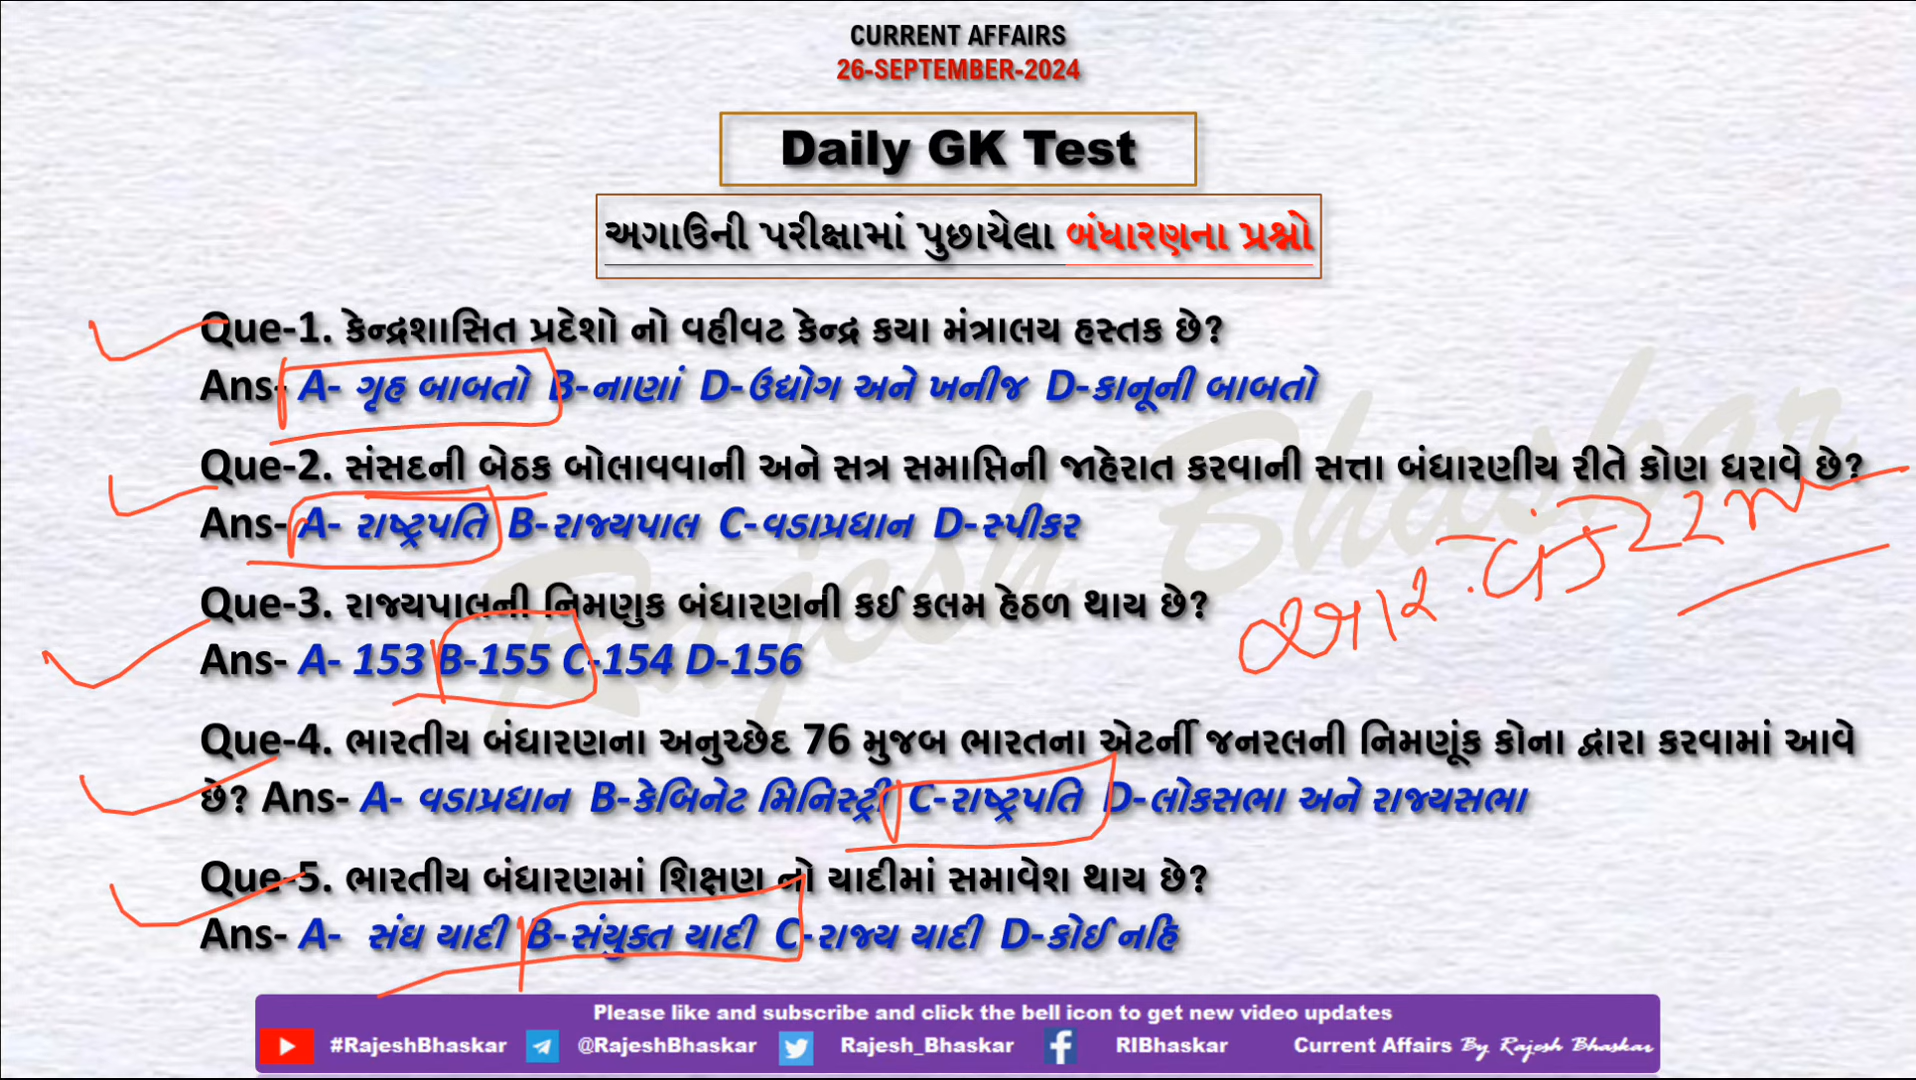 CURRENT AFFAIRS
26-SEPTEMBER-2024
Daily GK Test
અગાઉની પરીક્ષામાં પુછાયેલા બંધારણના પ્રશ્નો
Que-1. કેન્દ્રશાસિત પ્રદેશો નો વહીવટ કેન્દ્ર કયા મંત્રાલય હસ્તક છે?
Ans- A- ગૃહ બાબતો B-નાણાં D-ઉદ્યોગ અને ખનીજ D-કાનૂની બાબતો
Que-2. સંસદની બેઠક બોલાવવાની અને સત્ર સમાપ્તિની જાહેરાત કરવાની સત્તા બંધારણીય રીતે કોણ ધરાવે છે?
Ans- A- રાષ્ટ્રપતિ B-રાજ્યપાલ C-વડાપ્રધાન D-સ્પીકર
Que-3. રાજ્યપાલની નિમણુક બંધારણની કઈ કલમ હેઠળ થાય છે?
Ans- A- 153 B-155 C-154 D-156
Que-4. ભારતીય બંધારણના અનુચ્છેદ 76 મુજબ ભારતના એટર્ની જનરલની નિમણૂંક કોના દ્વારા કરવામાં આવે
છે? Ans- A- વડાપ્રધાન B-કેબિનેટ મિનિસ્ટ્રી C-રાષ્ટ્રપતિ D-લોકસભા અને રાજ્યસભા
Que-5. ભારતીય બંધારણમાં શિક્ષણ નો યાદીમાં સમાવેશ થાય છે?
Ans- A- સંઘ યાદી B-સંયુક્ત યાદી C-રાજ્ય યાદી D-કોઈ નહિ
Rajesh Bhaskar
Please like and subscribe and click the bell icon to get new video updates
#RajeshBhaskar @RajeshBhaskar Rajesh_Bhaskar RIBhaskar Current Affairs By Rajesh Bhaskar